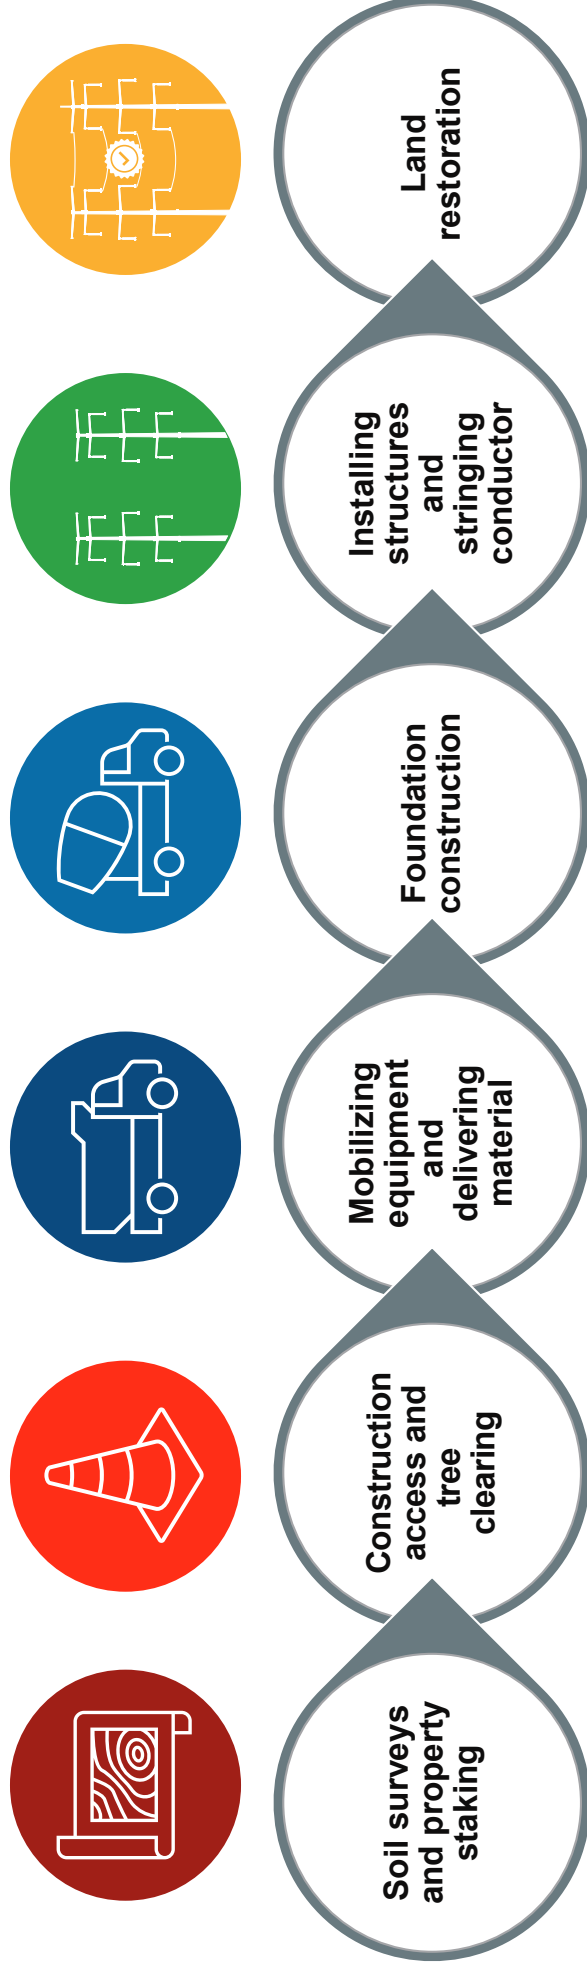 Soil surveys
and property
staking
Construction
access and
tree
clearing
Mobilizing
equipment
and
delivering
material
Foundation
construction
Installing
structures
and
stringing
conductor
Land
restoration